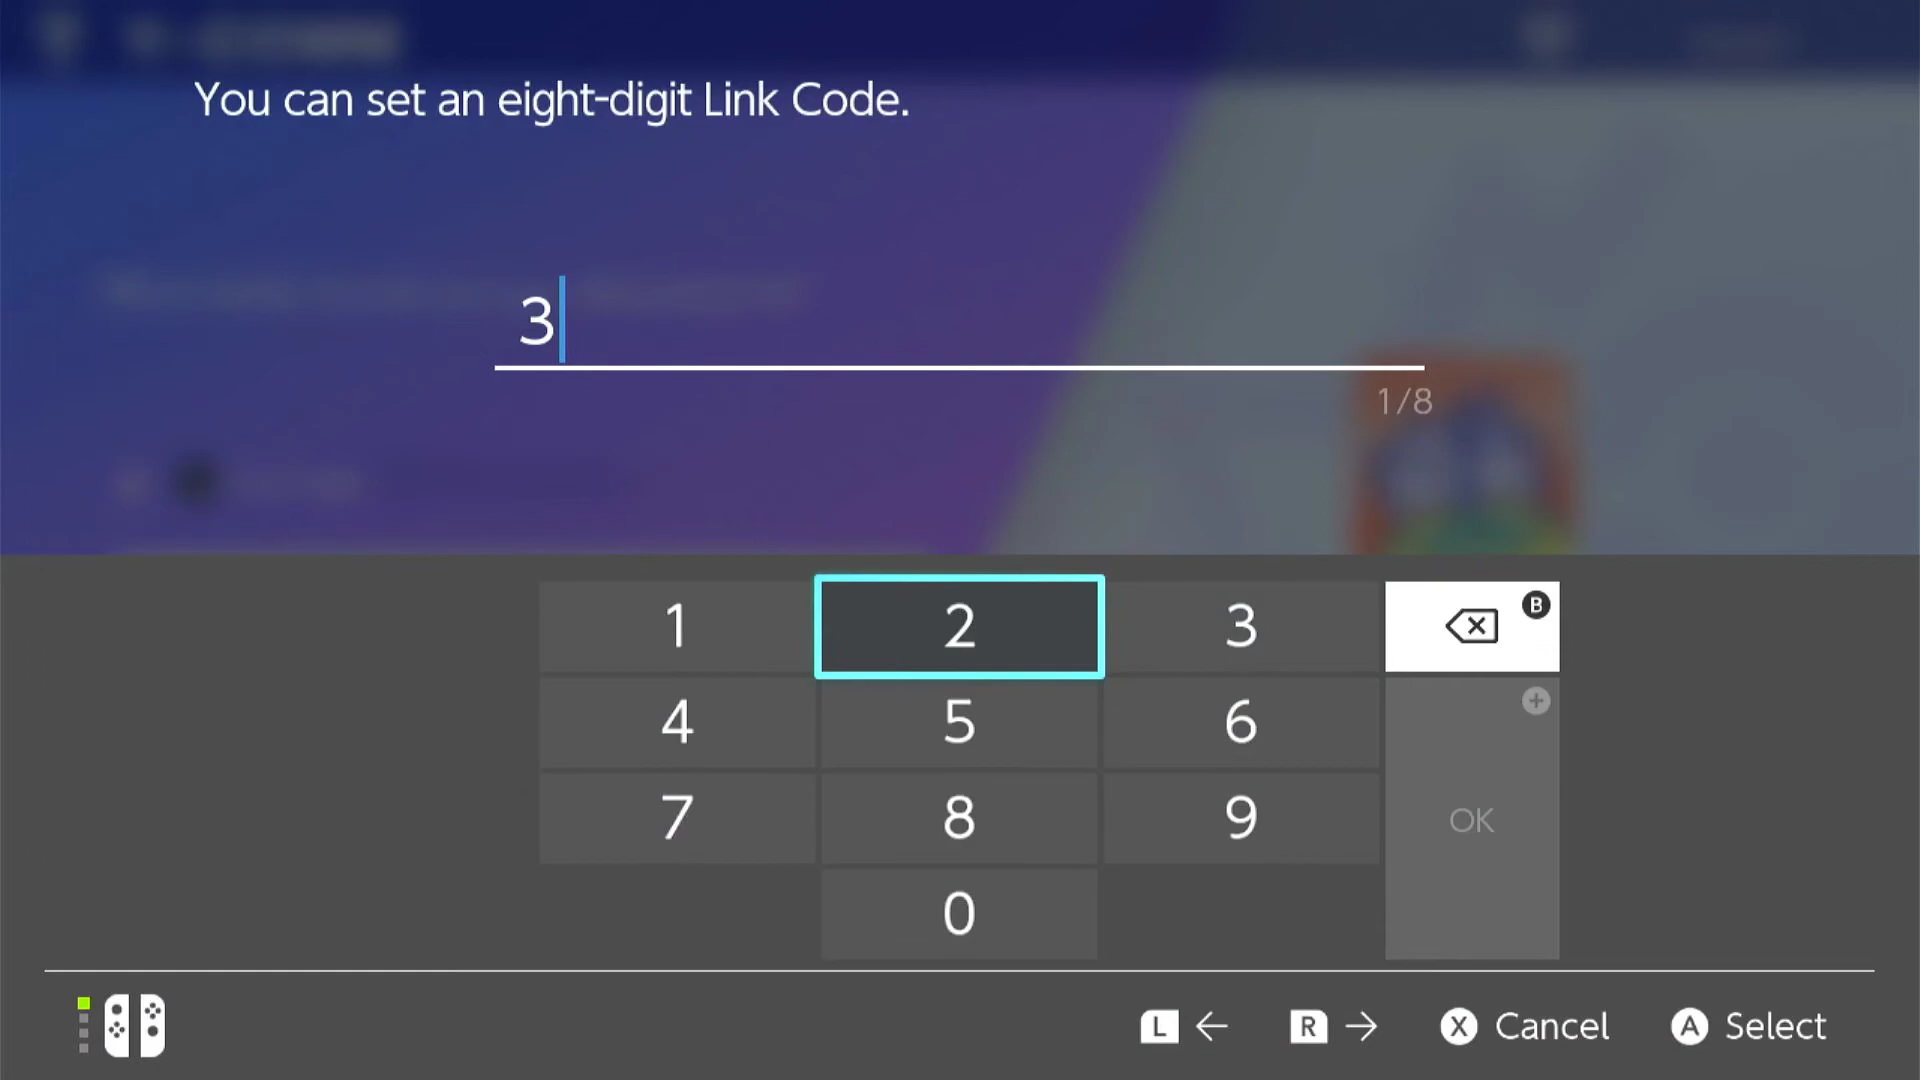 You can set an eight-digit Link Code.
3
1/8
1 2 3 B
4 5 6
7 8 9 OK
0
L ← R → X Cancel A Select